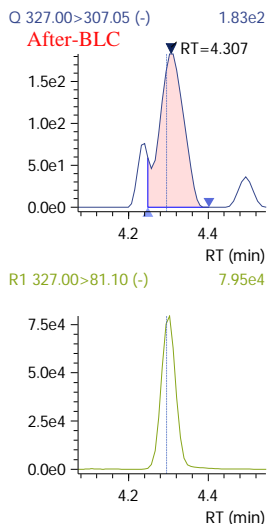 Q 327.00>307.05 (-) 1.83e2
After-BLC
RT=4.307
1.5e2
1.0e2
5.0e1
0.0e0
4.2 4.4
RT (min)
R1 327.00>81.10 (-) 7.95e4
7.5e4
5.0e4
2.5e4
0.0e0
4.2 4.4
RT (min)